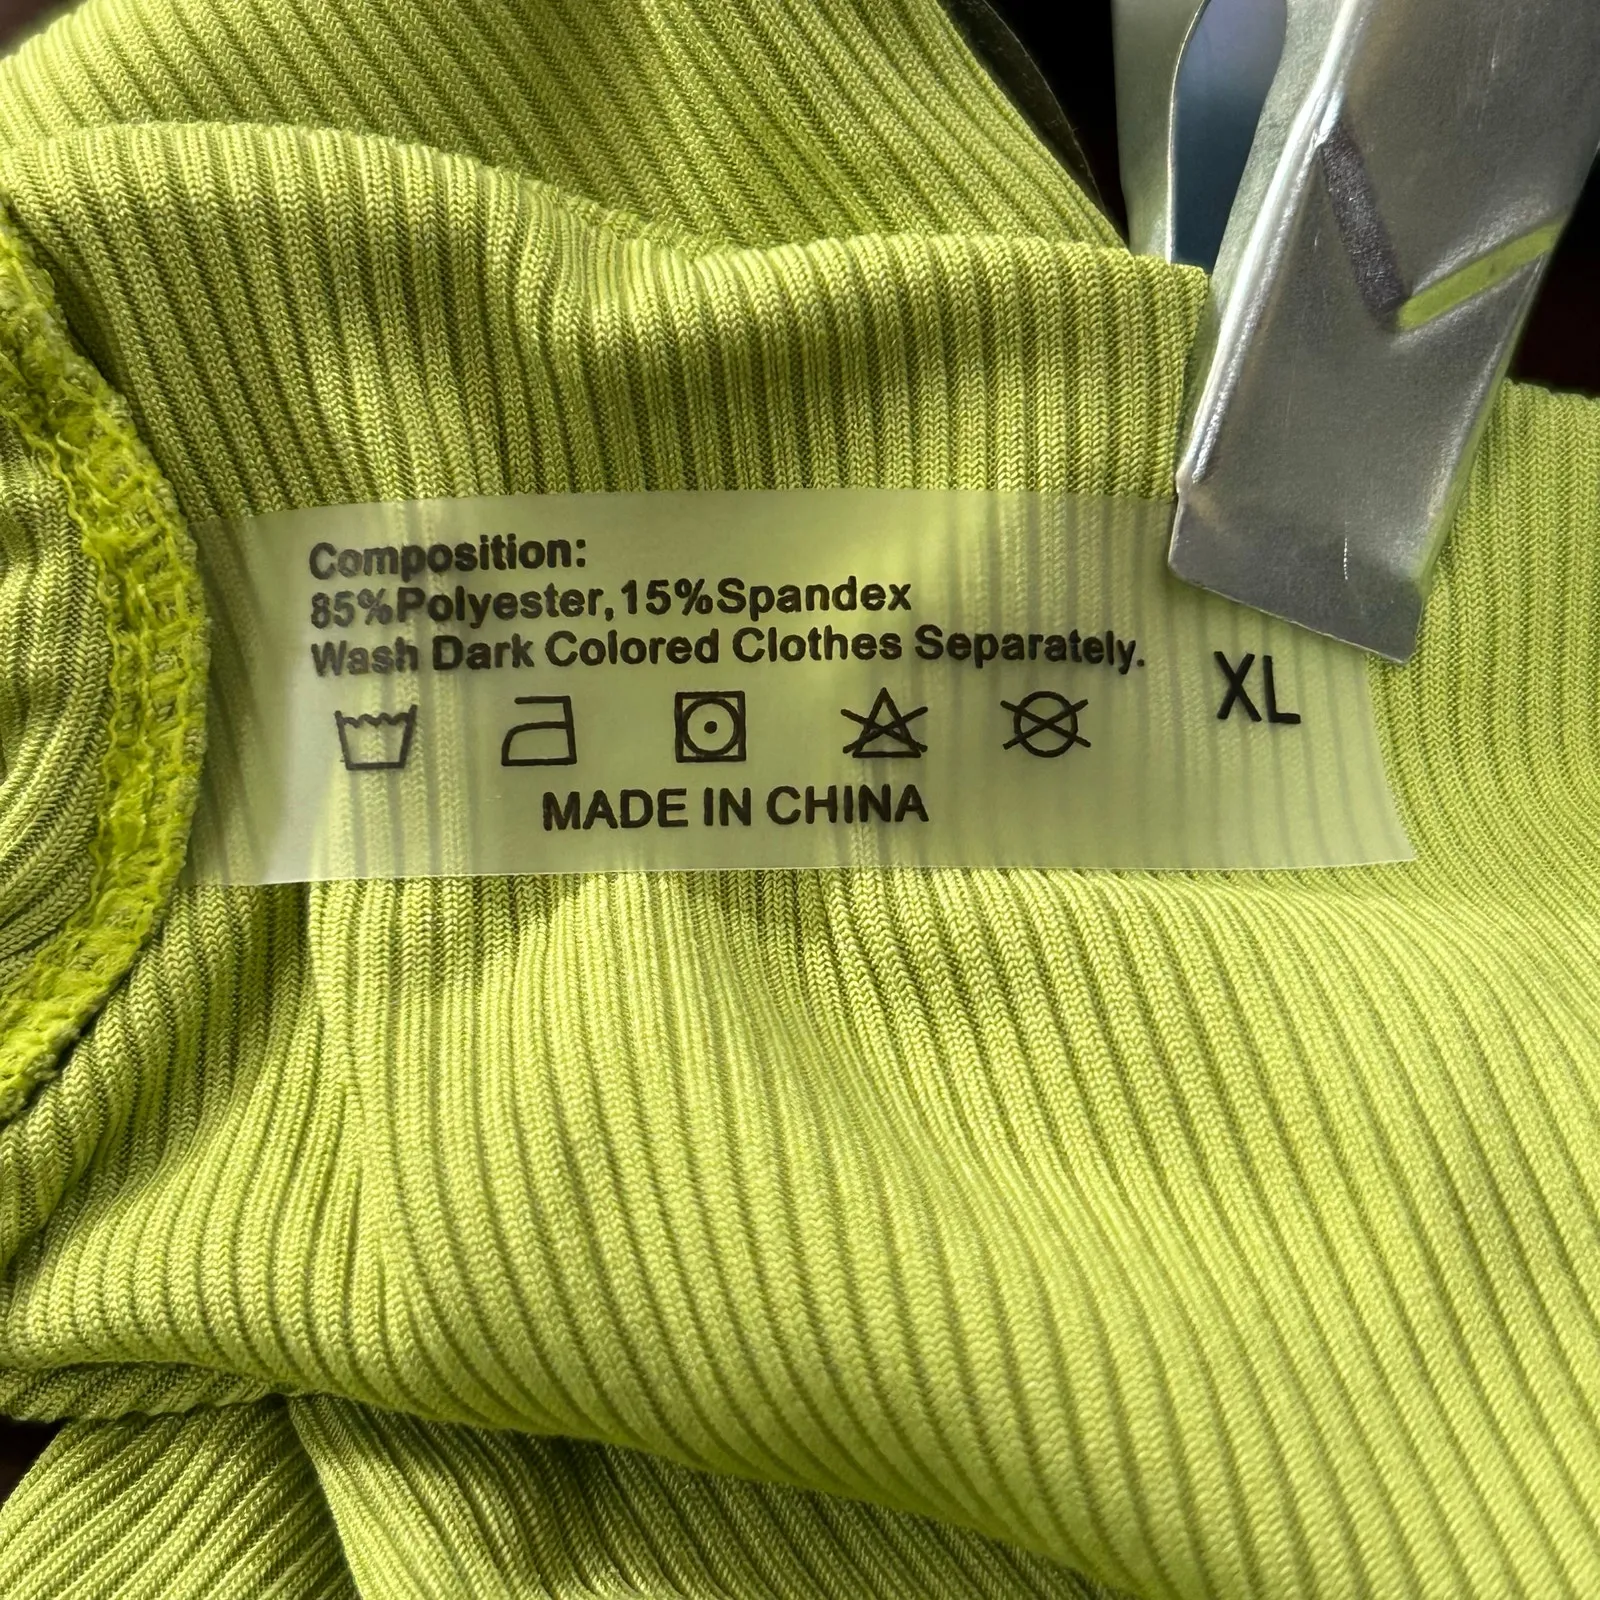 Composition:
85%Polyester,15%Spandex
Wash Dark Colored Clothes Separately.
XL
MADE IN CHINA